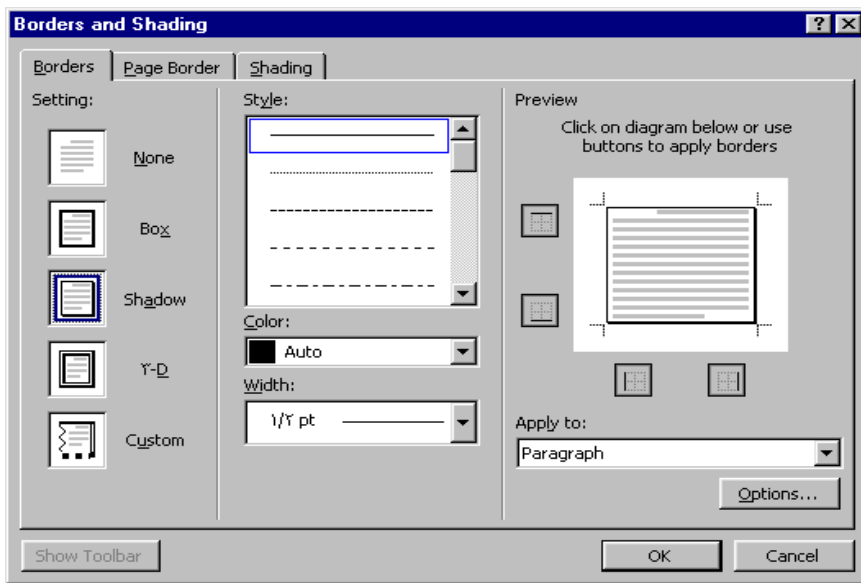 Borders and Shading
Borders
Page Border
Shading
Setting:
None
Box
Shadow
٣-D
Custom
Style:
Color:
Auto
Width:
١/٢ pt
Preview
Click on diagram below or use
buttons to apply borders
Apply to:
Paragraph
Options...
Show Toolbar
OK
Cancel